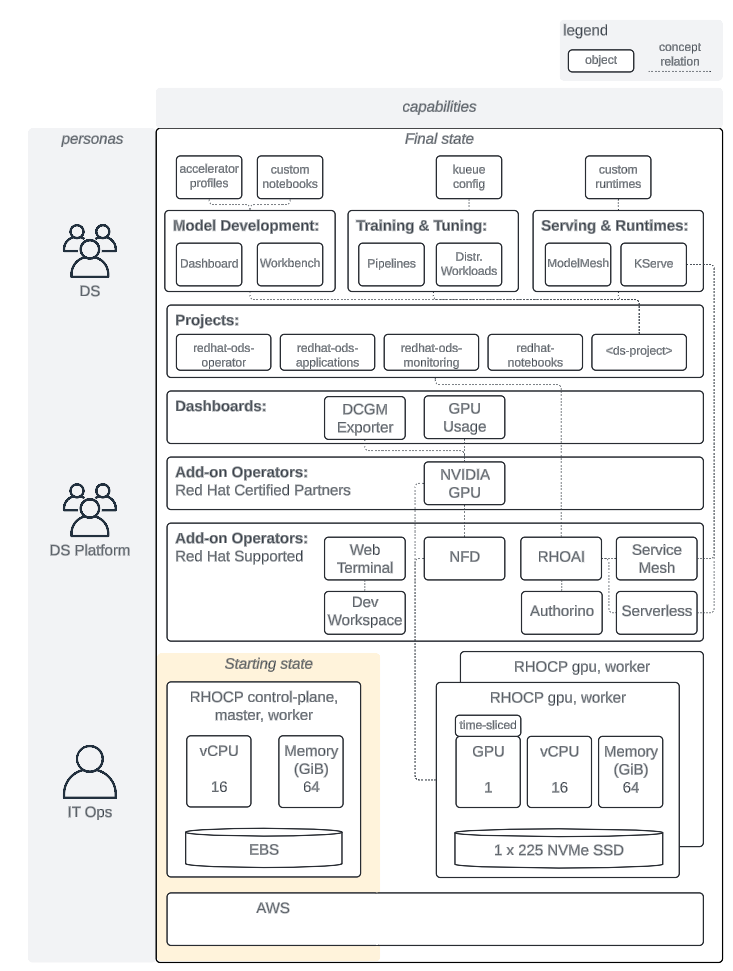 legend
object
concept
relation
capabilities
personas
Final state
accelerator
profiles
custom
notebooks
kueue
config
custom
runtimes
Model Development:
Dashboard
Workbench
Training & Tuning:
Pipelines
Distr.
Workloads
Serving & Runtimes:
ModelMesh
KServe
DS
Projects:
redhat-ods-
operator
redhat-ods-
applications
redhat-ods-
monitoring
redhat-
notebooks
<ds-project>
Dashboards:
DCGM
Exporter
GPU
Usage
Add-on Operators:
Red Hat Certified Partners
NVIDIA
GPU
DS Platform
Add-on Operators:
Red Hat Supported
Web
Terminal
NFD
RHOAI
Service
Mesh
Dev
Workspace
Authorino
Serverless
Starting state
RHOCP control-plane,
master, worker
vCPU
16
Memory
(GiB)
64
EBS
RHOCP gpu, worker
RHOCP gpu, worker
time-sliced
GPU
1
vCPU
16
Memory
(GiB)
64
1 x 225 NVMe SSD
IT Ops
AWS